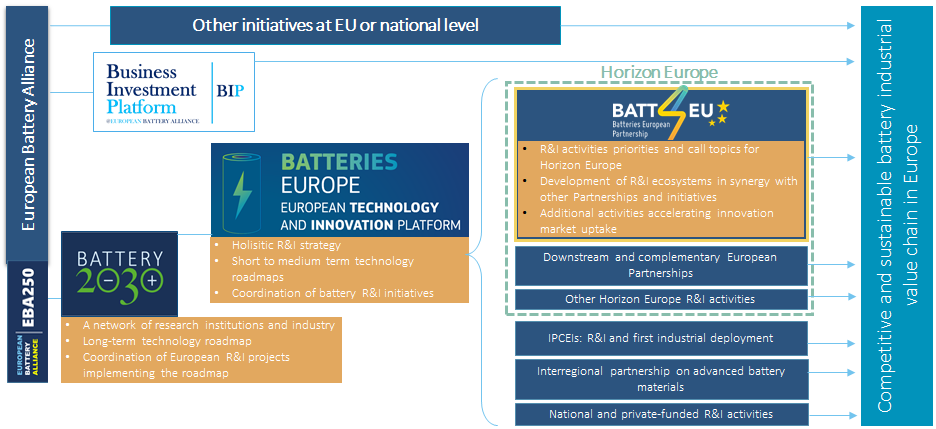 Other initiatives at EU or national level
European Battery Alliance
EBA250
EUROPEAN
BATTERY
ALLIANCE
Business
Investment
Platform
@EUROPEAN BATTERY ALLIANCE
BIP
BATTERIES
EUROPE
EUROPEAN TECHNOLOGY
AND INNOVATION PLATFORM
• Holisitic R&I strategy
• Short to medium term technology
roadmaps
• Coordination of battery R&I initiatives
BATTERY
2030+
• A network of research institutions and industry
• Long-term technology roadmap
• Coordination of European R&I projects
implementing the roadmap
Horizon Europe
BATT4EU
Batteries European
Partnership
• R&I activities priorities and call topics for
Horizon Europe
• Development of R&I ecosystems in synergy with
other Partnerships and initiatives
• Additional activities accelerating innovation
market uptake
Downstream and complementary European
Partnerships
Other Horizon Europe R&I activities
IPCEIs: R&I and first industrial deployment
Interregional partnership on advanced battery
materials
National and private-funded R&I activities
Competitive and sustainable battery industrial
value chain in Europe